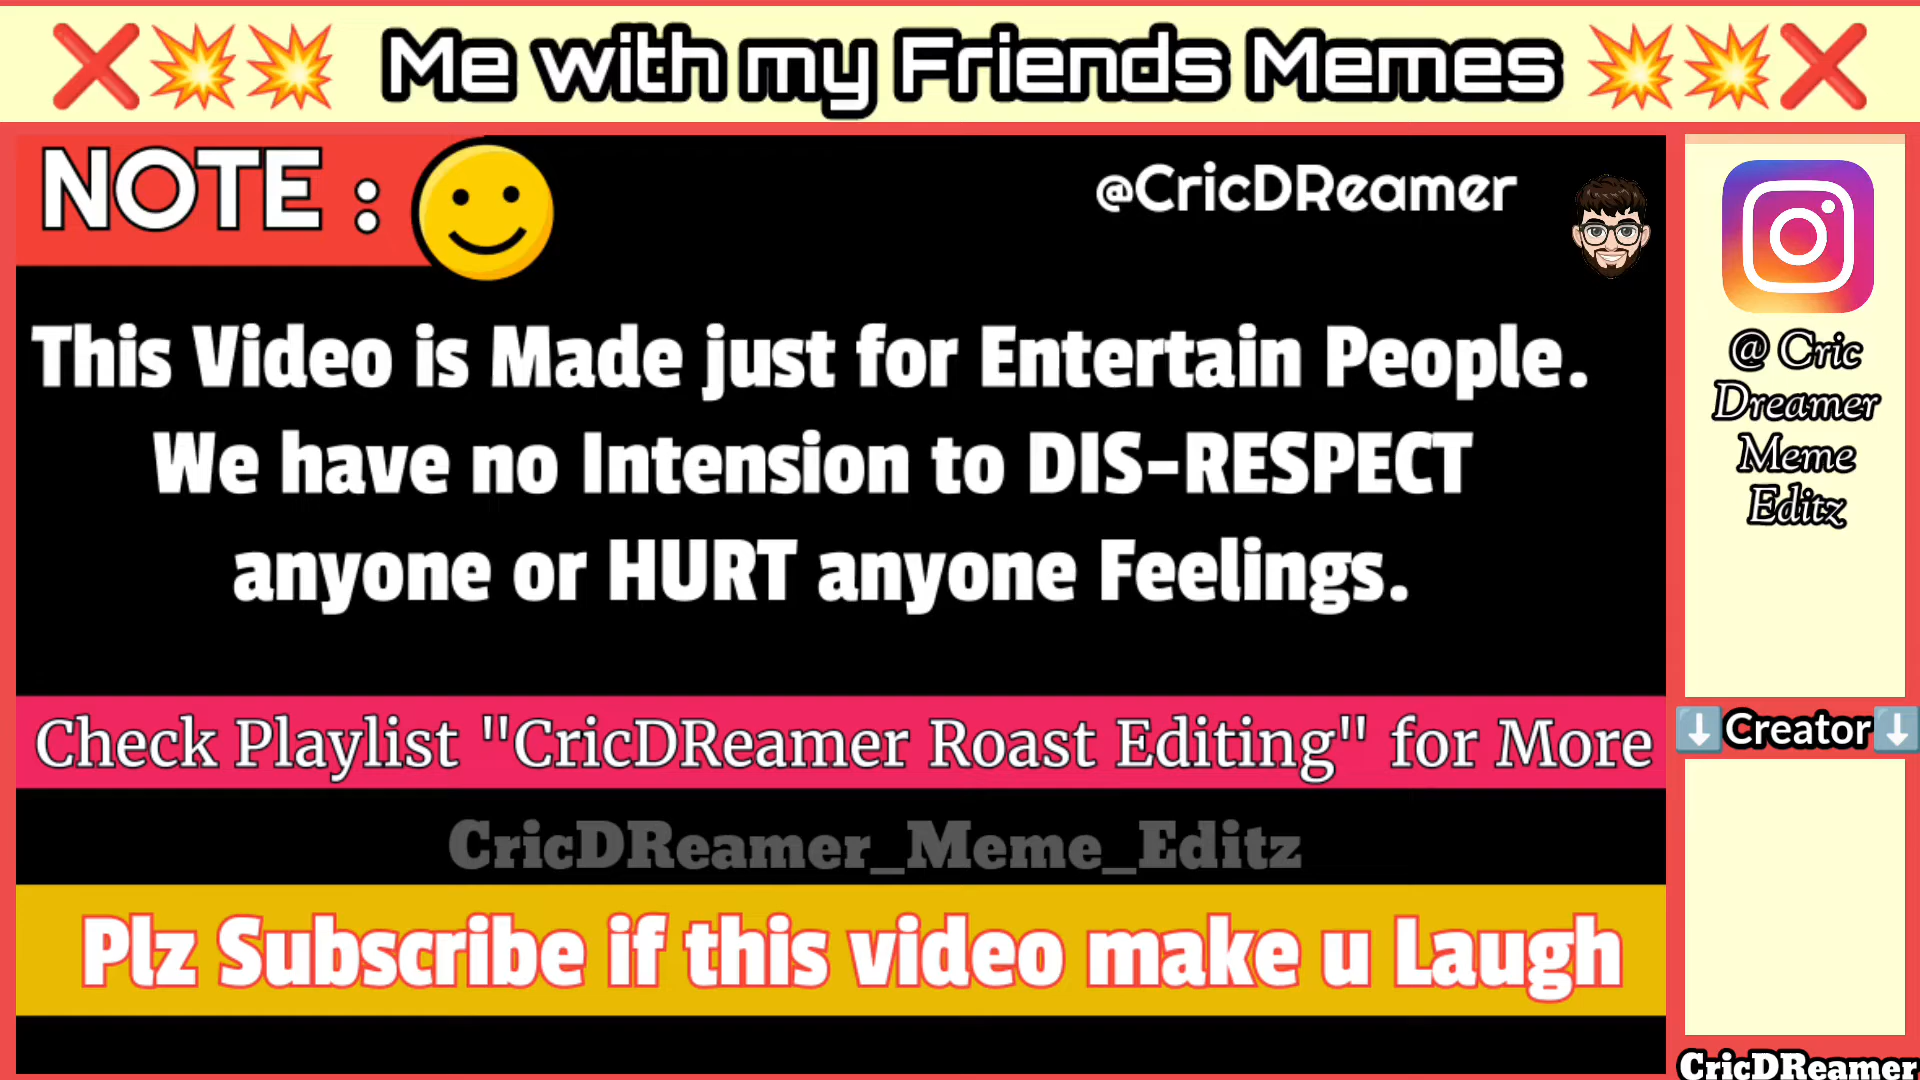 ❌💥💥 Me with my Friends Memes 💥💥❌
NOTE :
@CricDReamer
This Video is Made just for Entertain People.
We have no Intension to DIS-RESPECT
anyone or HURT anyone Feelings.
Check Playlist "CricDReamer Roast Editing" for More
CricDReamer_Meme_Editz
Plz Subscribe if this video make u Laugh
@ Cric
Dreamer
Meme
Editz
⬇️Creator⬇️
CricDReamer